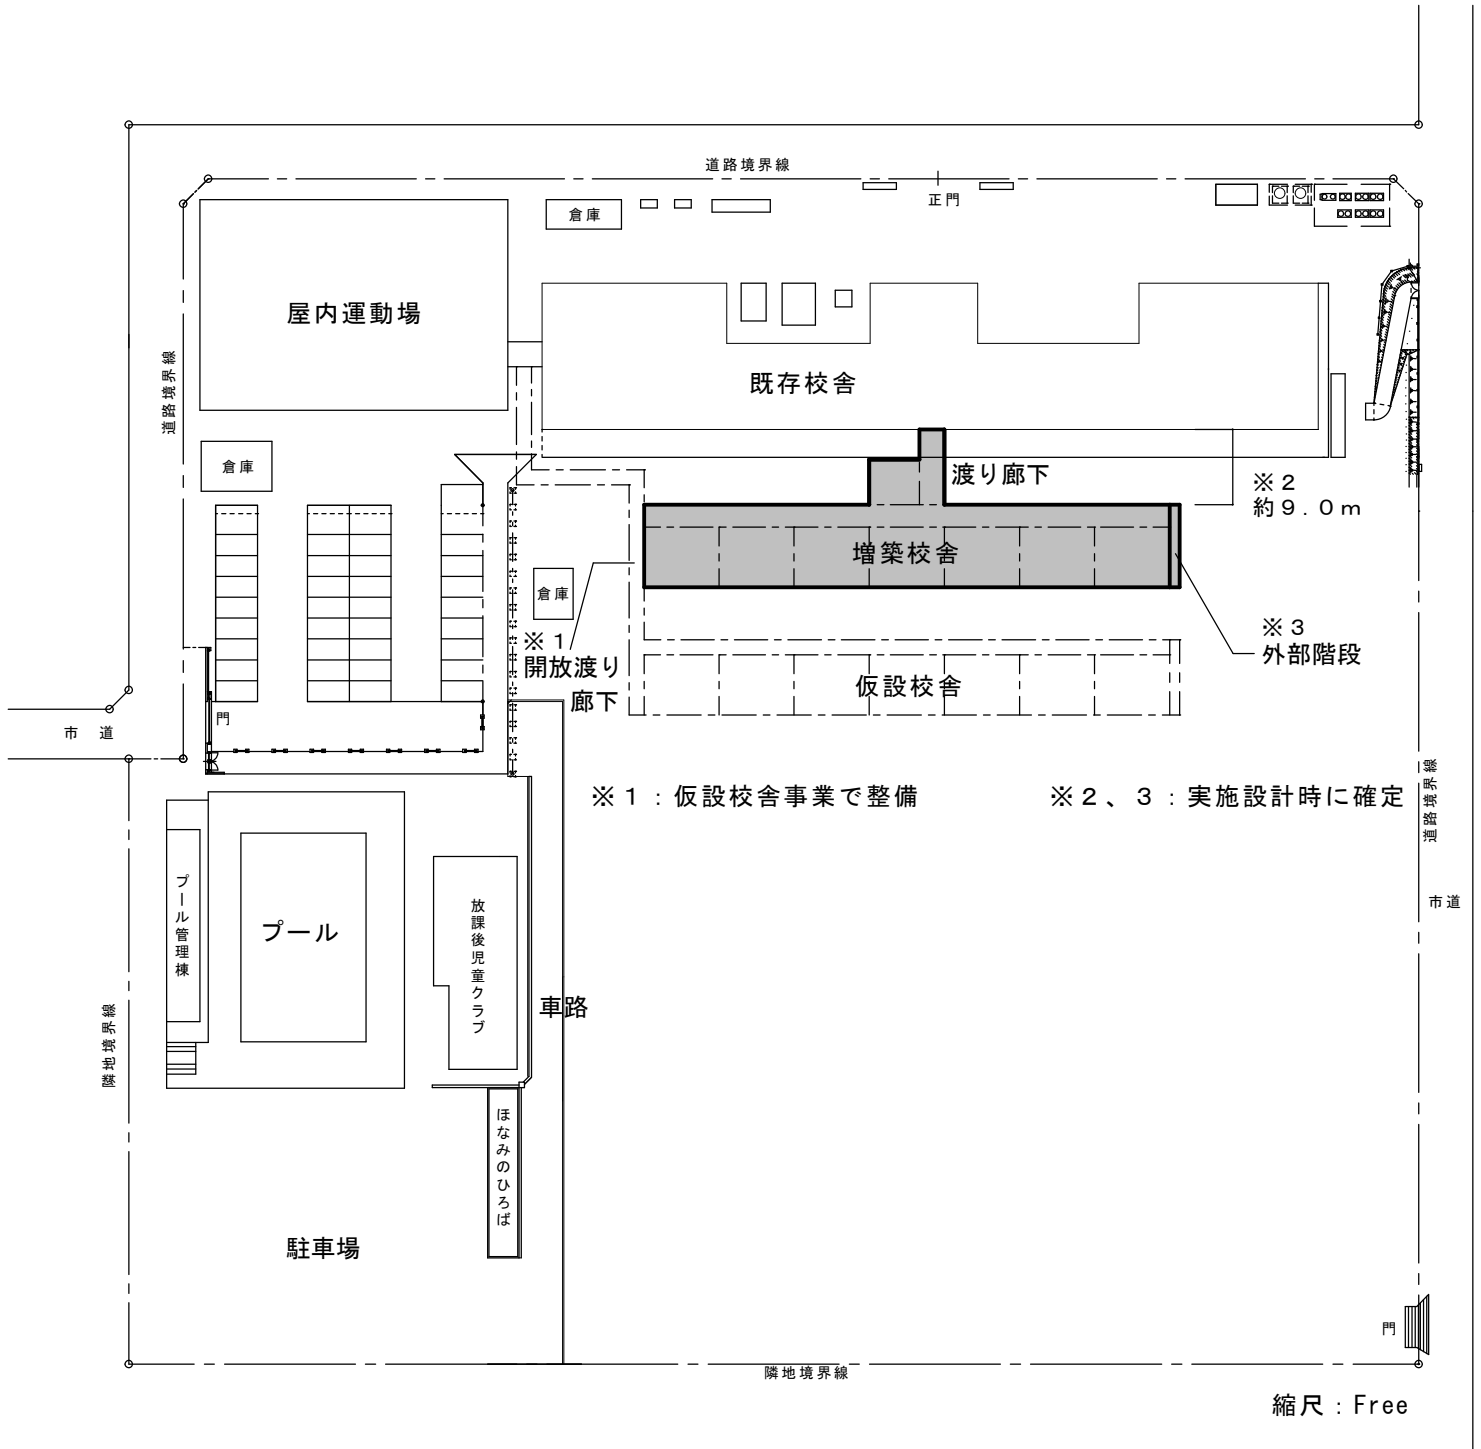 道路境界線
正門
倉庫
屋内運動場
道路境界線
既存校舎
倉庫
渡り廊下
※２
約９.０ｍ
増築校舎
倉庫
※１
開放渡り
廊下
※３
外部階段
仮設校舎
門
市 道
※１：仮設校舎事業で整備
※２、３：実施設計時に確定
道路境界線
市道
プール管理棟
プール
放課後児童クラブ
車路
隣地境界線
ほなみのひろば
駐車場
門
隣地境界線
縮尺：Free